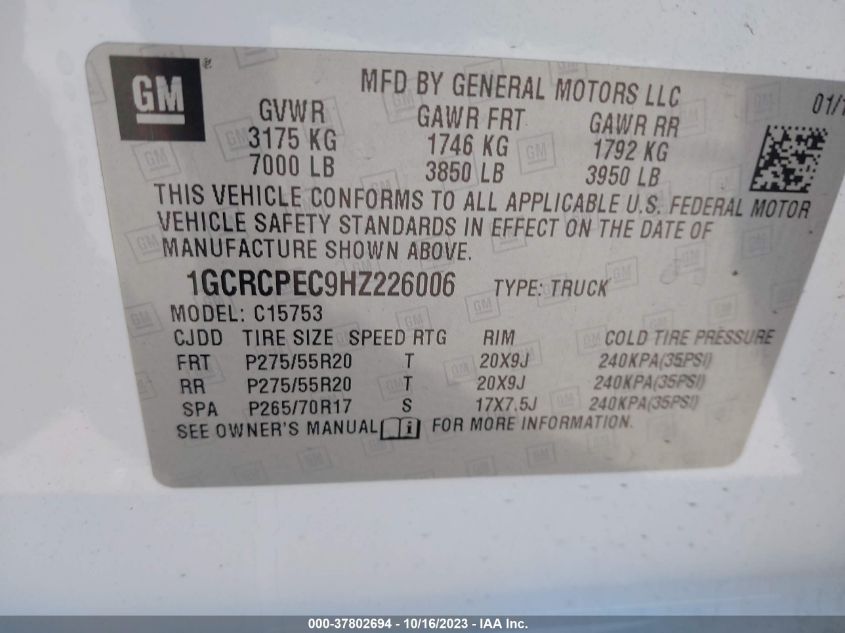 GM
MFD BY GENERAL MOTORS LLC
01/1
GVWR GAWR FRT GAWR RR
3175 KG 1746 KG 1792 KG
7000 LB 3850 LB 3950 LB
THIS VEHICLE CONFORMS TO ALL APPLICABLE U.S. FEDERAL MOTOR
VEHICLE SAFETY STANDARDS IN EFFECT ON THE DATE OF
MANUFACTURE SHOWN ABOVE.
1GCRCPEC9HZ226006 TYPE: TRUCK
MODEL: C15753
CJDD TIRE SIZE SPEED RTG RIM COLD TIRE PRESSURE
FRT P275/55R20 T 20X9J 240KPA(35PSI)
RR P275/55R20 T 20X9J 240KPA(35PSI)
SPA P265/70R17 S 17X7.5J 240KPA(35PSI)
SEE OWNER'S MANUAL FOR MORE INFORMATION.
000-37802694 - 10/16/2023 - IAA Inc.